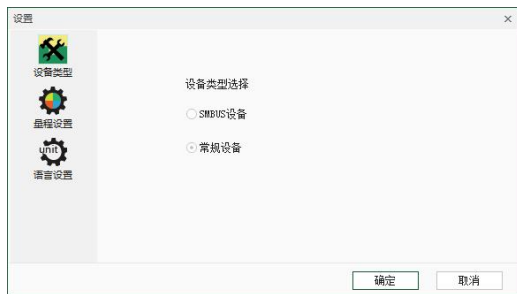 设置
设备类型
量程设置
unit
语言设置
设备类型选择
SMBUS设备
常规设备
确定
取消